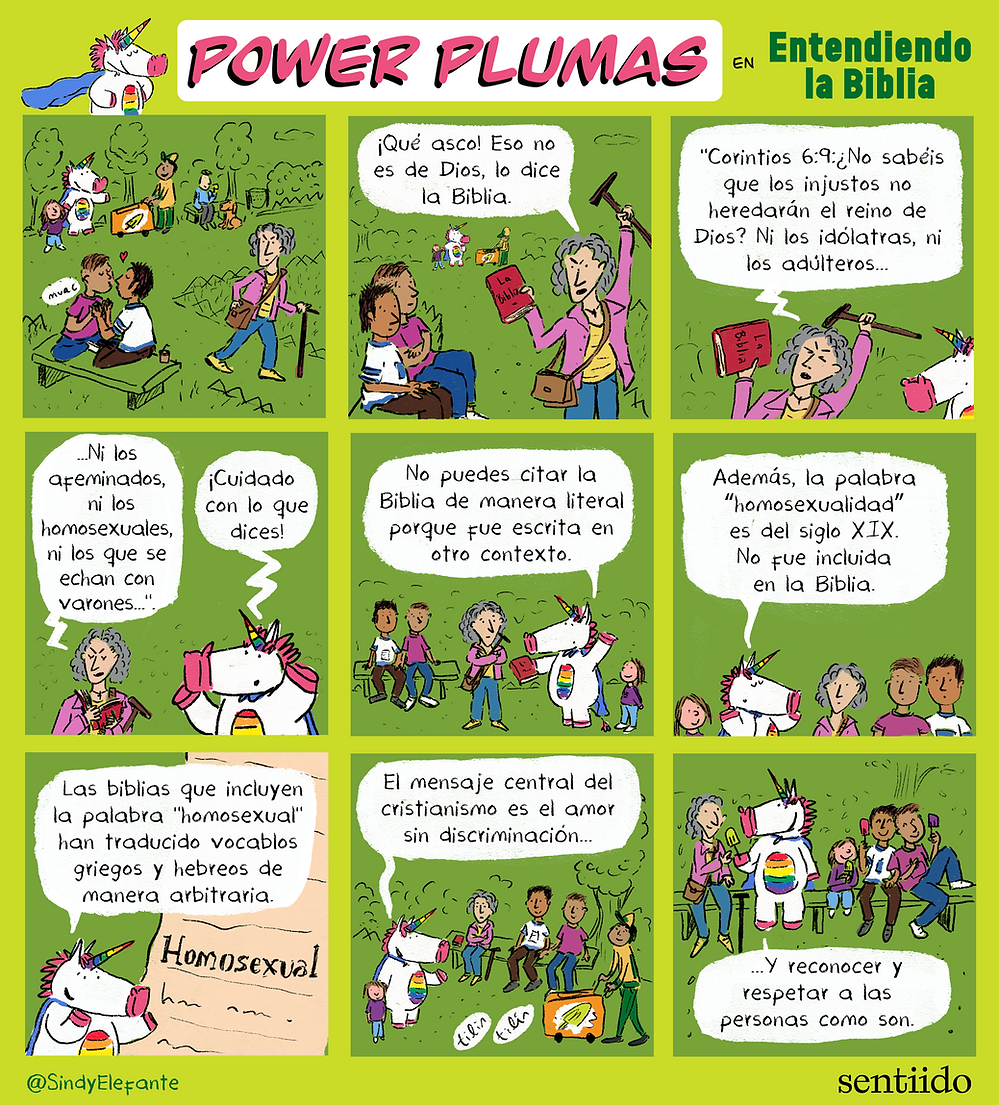 POWER PLUMAS
EN
Entendiendo
la Biblia
muac
¡Qué asco! Eso no
es de Dios, lo dice
la Biblia.
La
Biblia
"Corintios 6:9:¿No sabéis
que los injustos no
heredarán el reino de
Dios? Ni los idólatras, ni
los adúlteros...
La
Biblia
...Ni los
afeminados,
ni los
homosexuales,
ni los que se
echan con
varones...".
¡Cuidado
con lo que
dices!
No puedes citar la
Biblia de manera literal
porque fue escrita en
otro contexto.
Además, la palabra
"homosexualidad"
es del siglo XIX.
No fue incluida
en la Biblia.
Las biblias que incluyen
la palabra "homosexual"
han traducido vocablos
griegos y hebreos de
manera arbitraria.
Homosexual
El mensaje central del
cristianismo es el amor
sin discriminación...
tilín
tilín
...Y reconocer y
respetar a las
personas como son.
@SindyElefante
sentiido